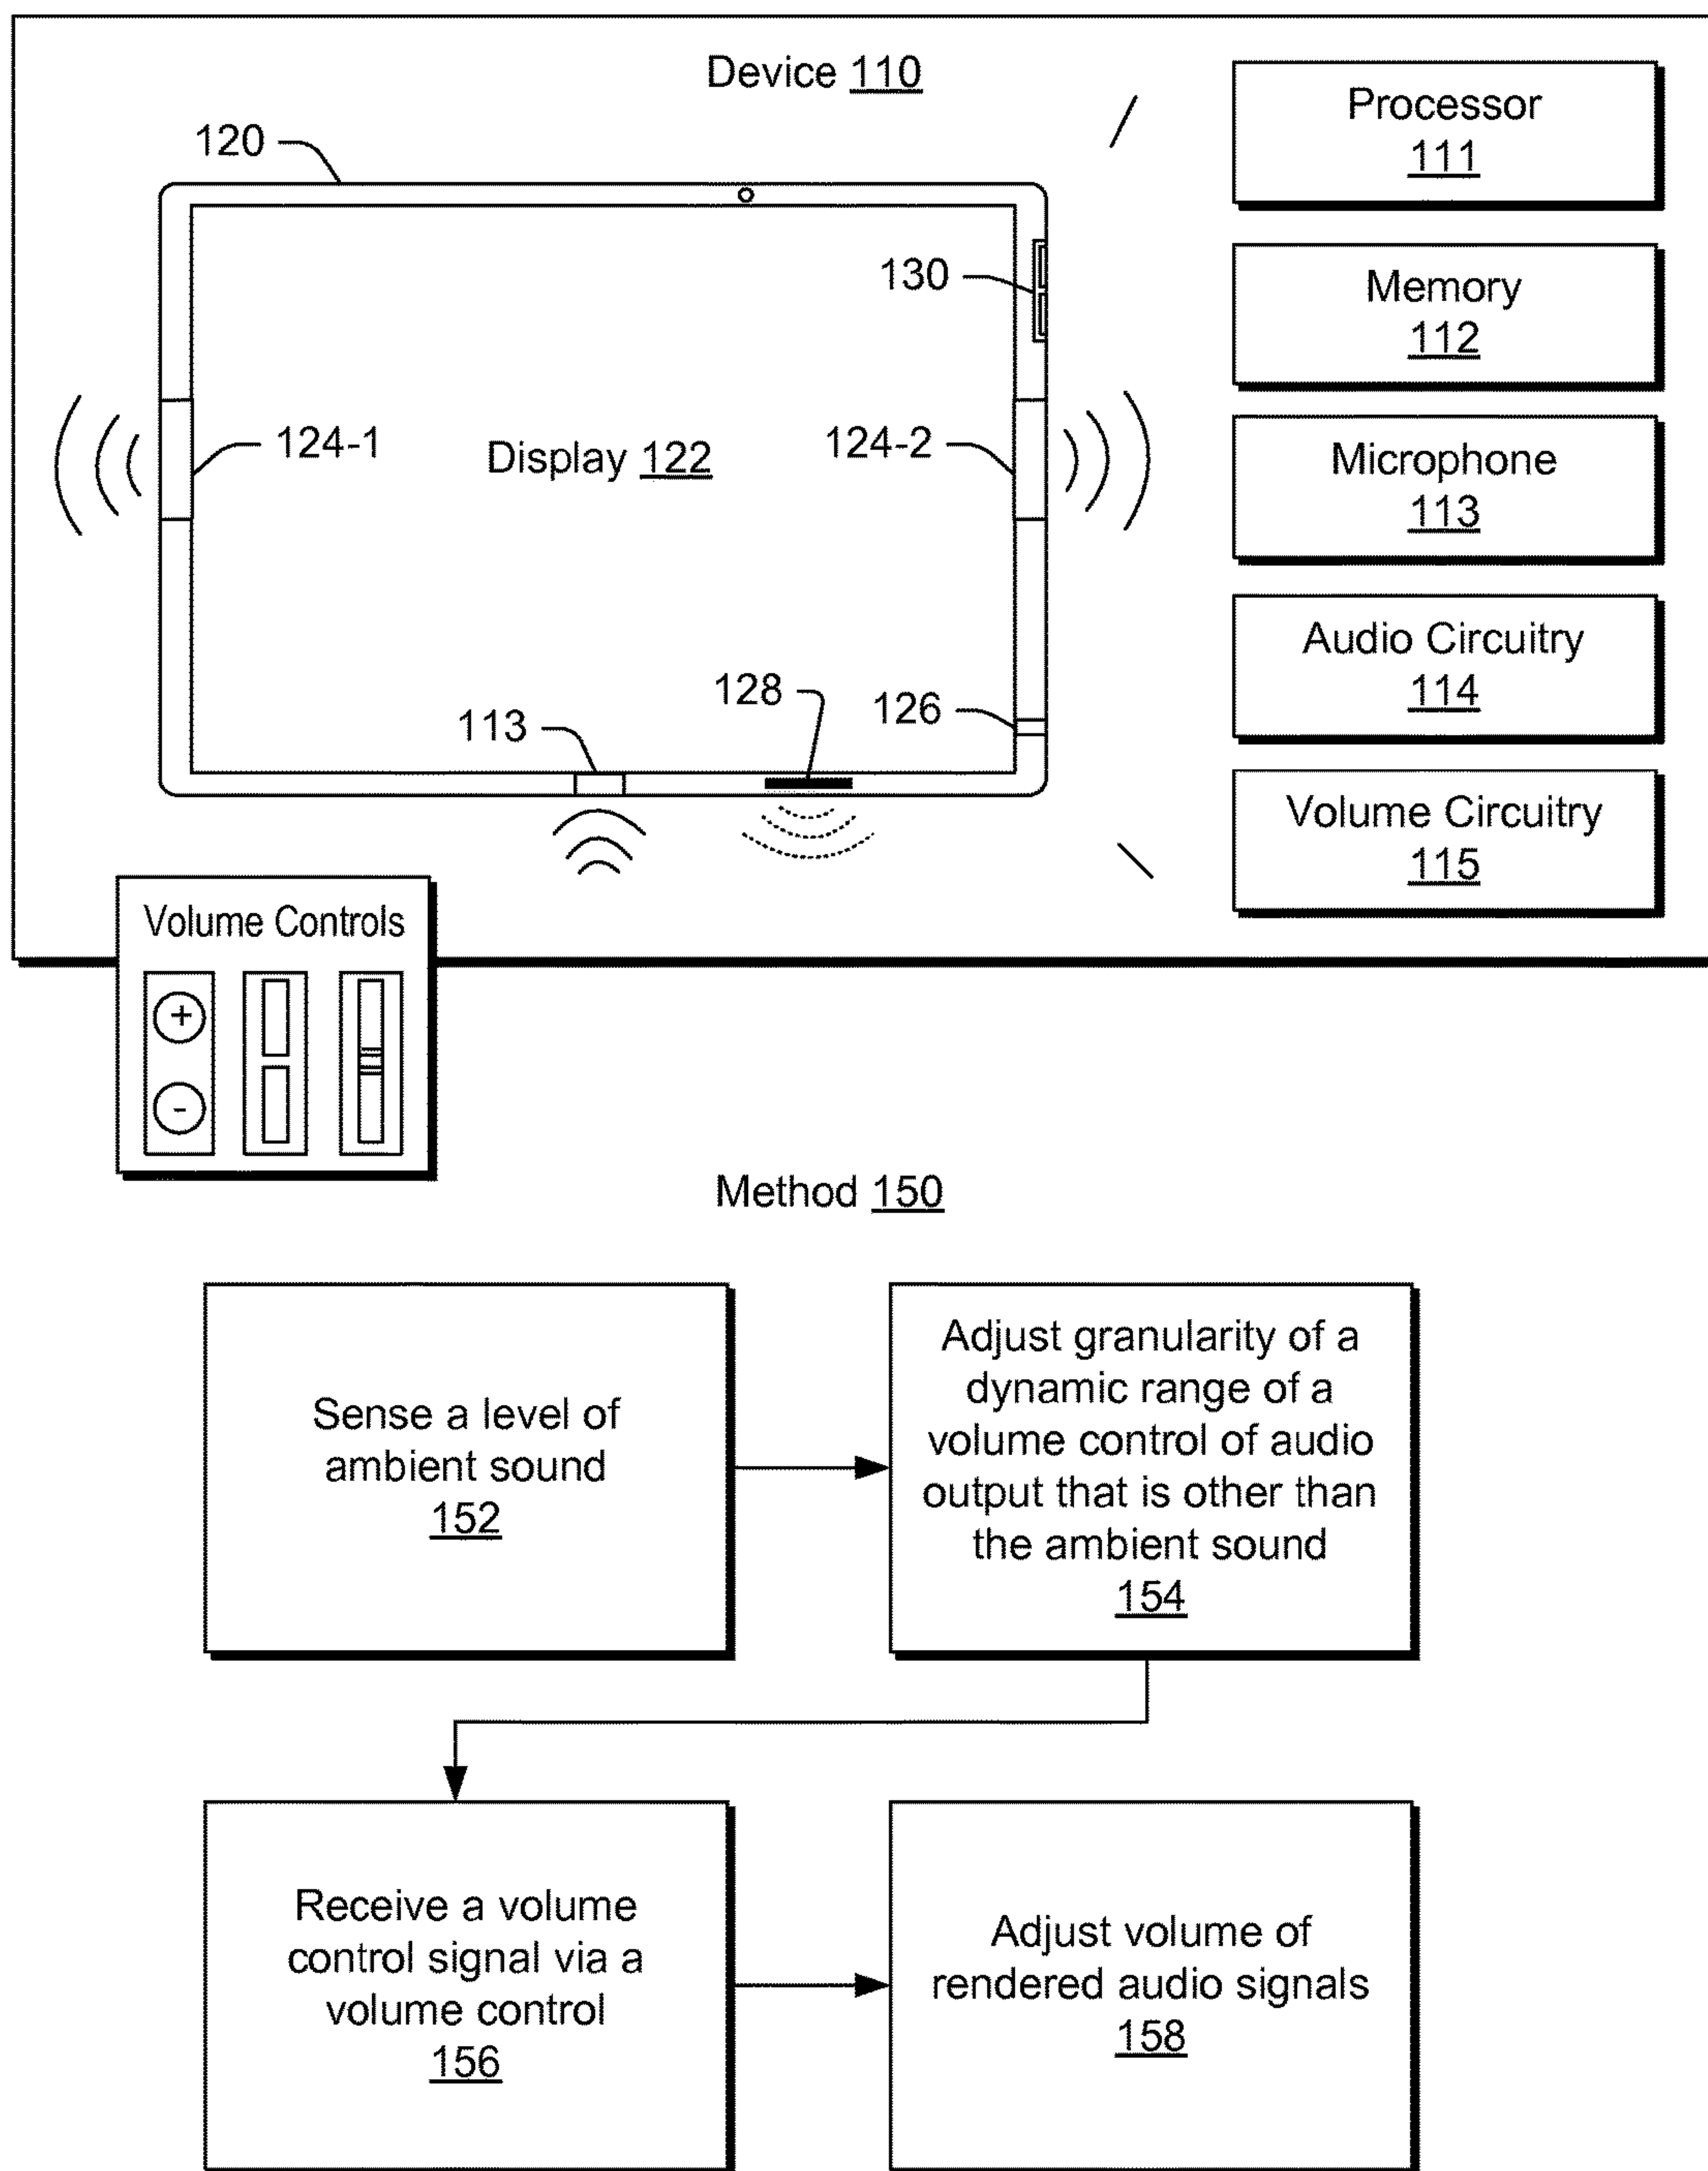 Device 110
120
130
124-1
Display 122
124-2
128
126
113
Processor
111
Memory
112
Microphone
113
Audio Circuitry
114
Volume Circuitry
115
Volume Controls
+
-
Method 150
Sense a level of
ambient sound
152
Adjust granularity of a
dynamic range of a
volume control of audio
output that is other than
the ambient sound
154
Receive a volume
control signal via a
volume control
156
Adjust volume of
rendered audio signals
158